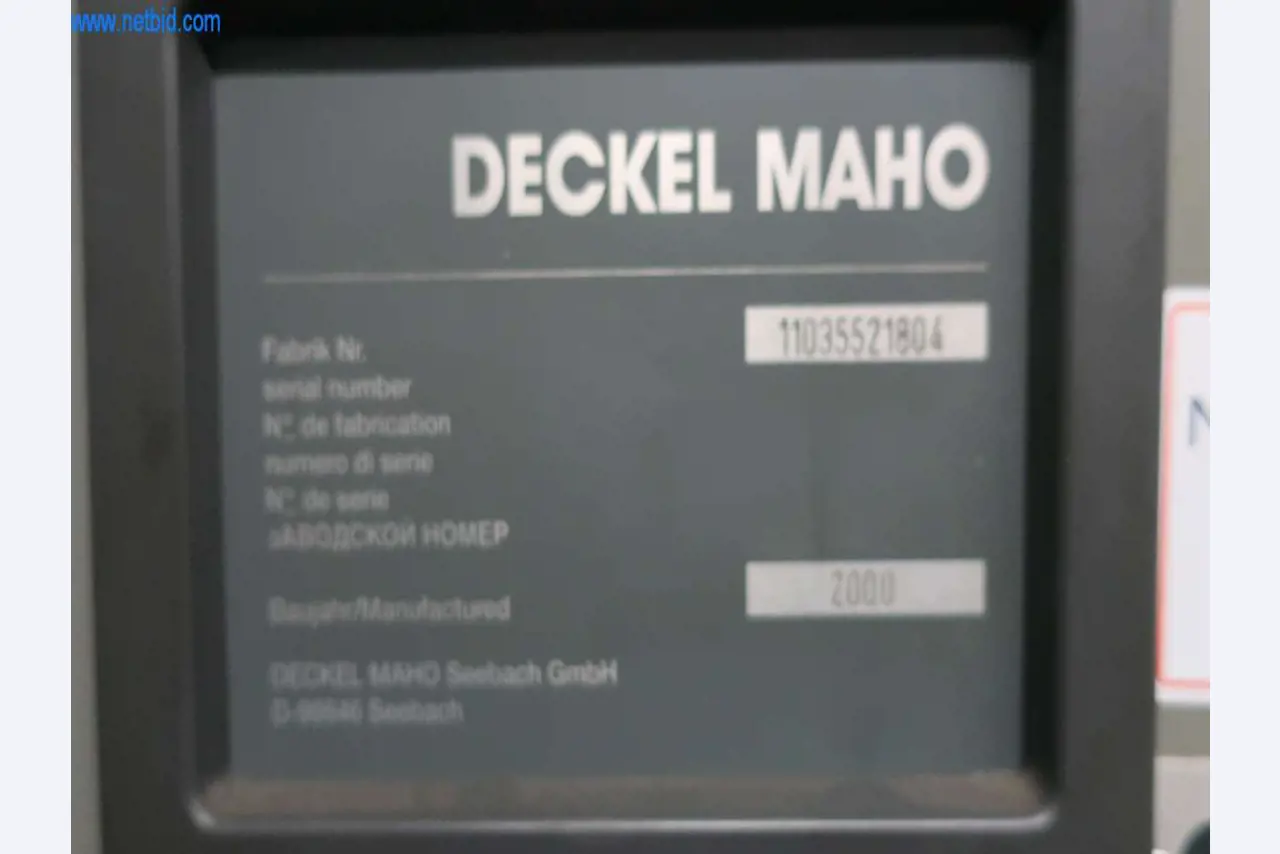 www.netbid.com
DECKEL MAHO
11035521804
Fabrik Nr.
serial number
N° de fabrication
numero di serie
N° de serie
зАВОДСКОЙ НОМЕР
2000
Baujahr/Manufactured
DECKEL MAHO Seebach GmbH
Seebach